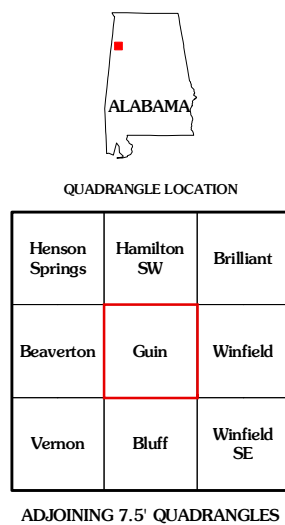 ALABAMA
QUADRANGLE LOCATION
Henson
Springs
Hamilton
SW
Brilliant
Beaverton
Guin
Winfield
Vernon
Bluff
Winfield
SE
ADJOINING 7.5' QUADRANGLES